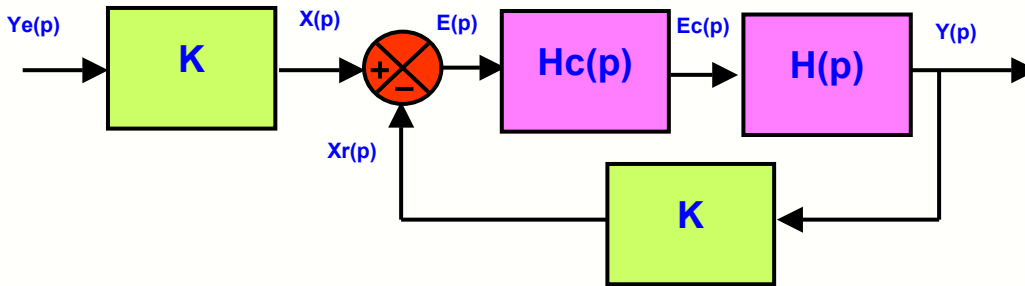 Ye(p)
K
X(p)
+
−
E(p)
Hc(p)
Ec(p)
H(p)
Y(p)
Xr(p)
K